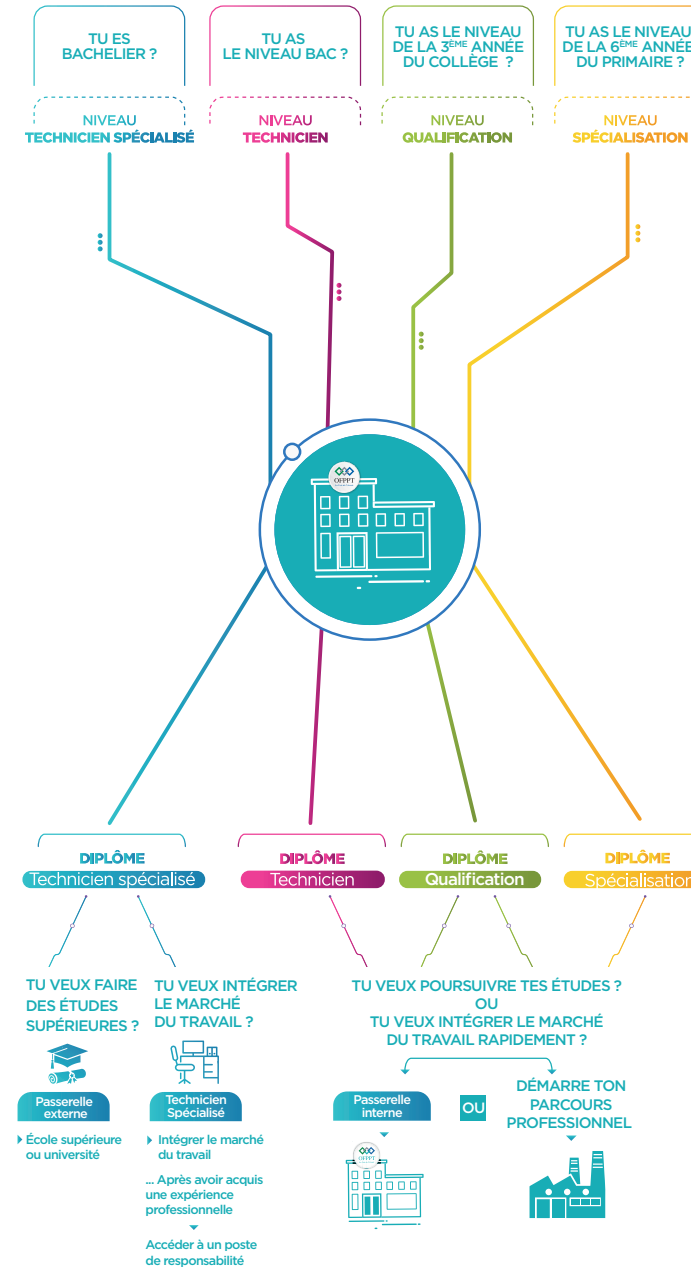 TU ES
BACHELIER ?
TU AS
LE NIVEAU BAC ?
TU AS LE NIVEAU
DE LA 3ÈME ANNÉE
DU COLLÈGE ?
TU AS LE NIVEAU
DE LA 6ÈME ANNÉE
DU PRIMAIRE ?
NIVEAU
TECHNICIEN SPÉCIALISÉ
NIVEAU
TECHNICIEN
NIVEAU
QUALIFICATION
NIVEAU
SPÉCIALISATION
OFPPT
DIPLÔME
Technicien spécialisé
DIPLÔME
Technicien
DIPLÔME
Qualification
DIPLÔME
Spécialisation
TU VEUX FAIRE
DES ÉTUDES
SUPÉRIEURES ?
TU VEUX INTÉGRER
LE MARCHÉ
DU TRAVAIL ?
TU VEUX POURSUIVRE TES ÉTUDES ?
OU
TU VEUX INTÉGRER LE MARCHÉ
DU TRAVAIL RAPIDEMENT ?
Passerelle
externe
École supérieure
ou université
Technicien
Spécialisé
Intégrer le marché
du travail
... Après avoir acquis
une expérience
professionnelle
Accéder à un poste
de responsabilité
Passerelle
interne
OFPPT
OU
DÉMARRE TON
PARCOURS
PROFESSIONNEL